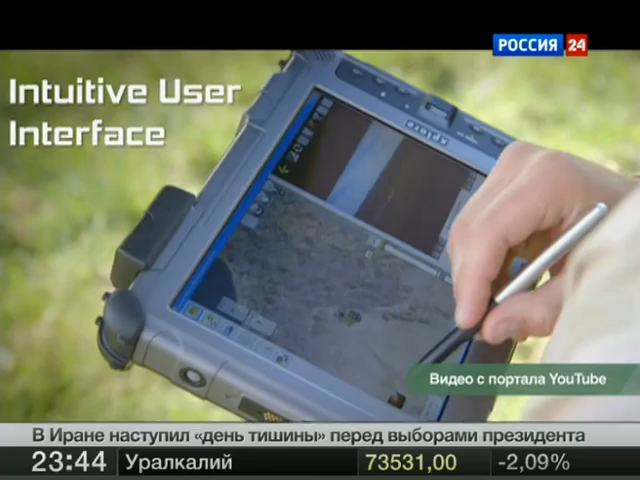 РОССИЯ 24
Intuitive User
Interface
xplore
Видео с портала YouTube
В Иране наступил «день тишины» перед выборами президента
23:44 Уралкалий 73531,00 -2,09%